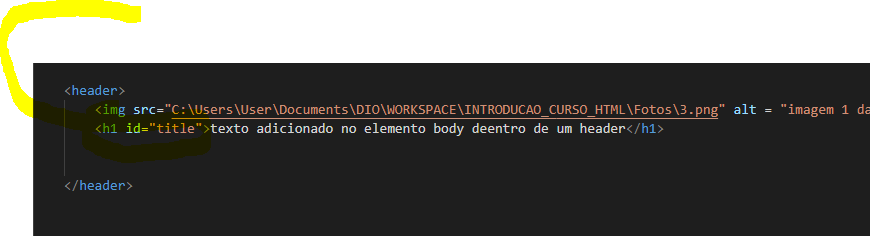 <header>
<img src="C:\Users\User\Documents\DIO\WORKSPACE\INTRODUCAO_CURSO_HTML\Fotos\3.png" alt = "imagem 1 da
<h1 id="title">texto adicionado no elemento body deentro de um header</h1>
</header>